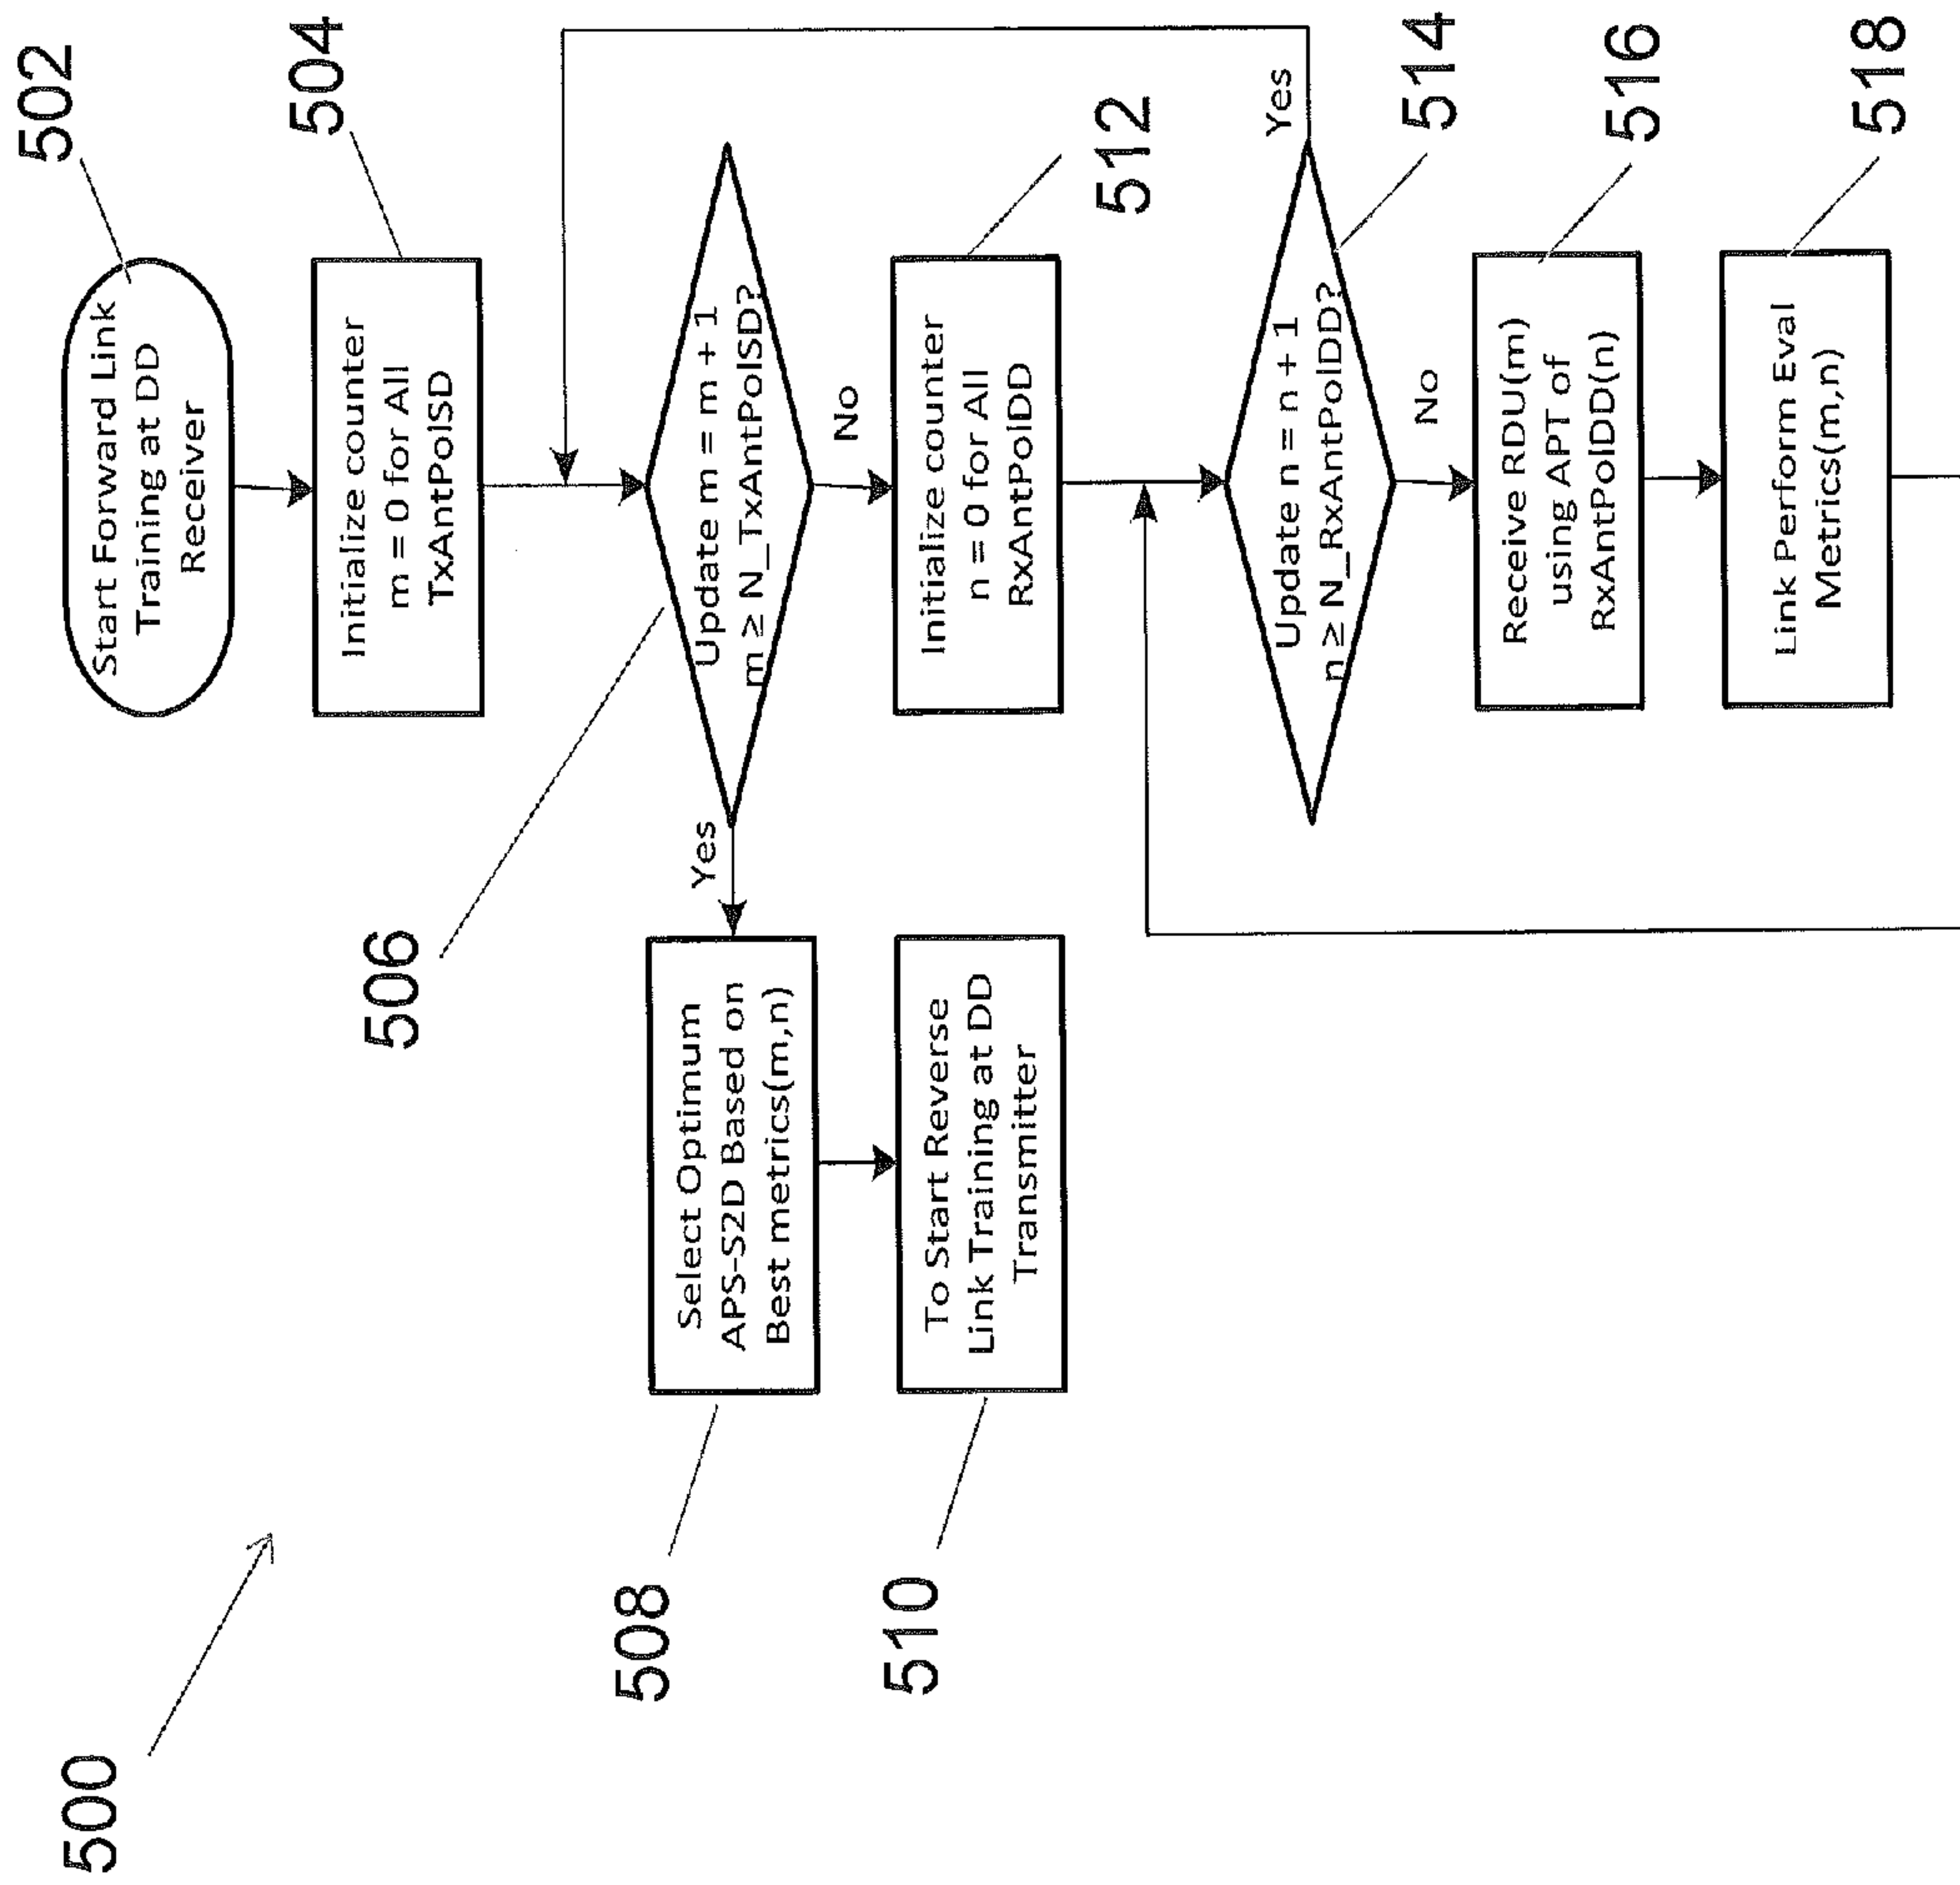 500
502
Start Forward Link
Training at DD
Receiver
504
Initialize counter
m = 0 for All
TxAntPolSD
506
Update m = m + 1
m ≥ N_TxAntPolSD?
Yes
No
508
Select Optimum
APS-S2D Based on
Best metrics(m,n)
510
To Start Reverse
Link Training at DD
Transmitter
512
Initialize counter
n = 0 for All
RxAntPolDD
514
Update n = n + 1
n ≥ N_RxAntPolDD?
Yes
No
516
Receive RDU(m)
using APT of
RxAntPolDD(n)
518
Link Perform Eval
Metrics(m,n)